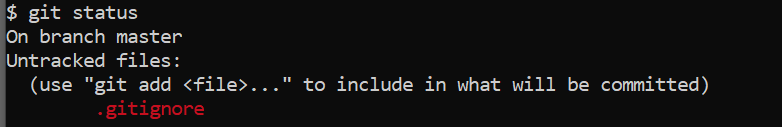 $ git status
On branch master
Untracked files:
  (use "git add <file>..." to include in what will be committed)
        .gitignore